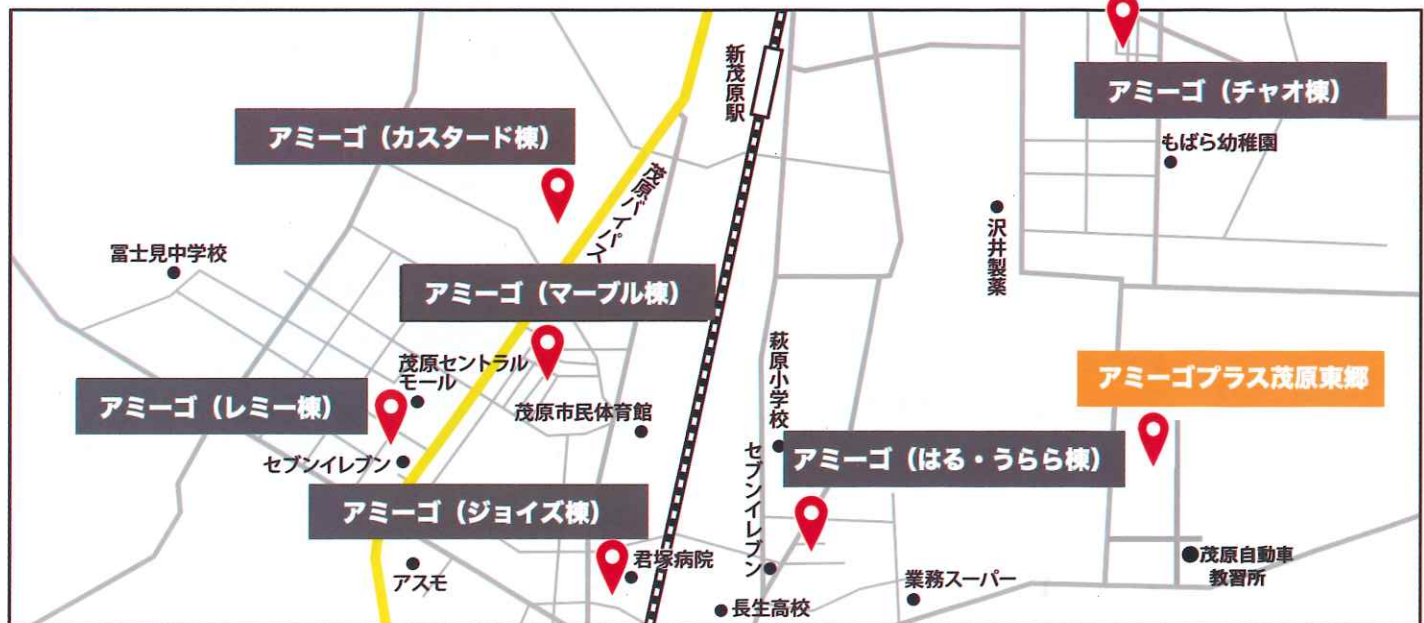 新茂原駅
アミーゴ（チャオ棟）
アミーゴ（カスタード棟）
もばら幼稚園
茂原バイパス
沢井製薬
冨士見中学校
アミーゴ（マーブル棟）
萩原小学校
茂原セントラル
モール
アミーゴプラス茂原東郷
アミーゴ（レミー棟）
茂原市民体育館
セブンイレブン
セブンイレブン
アミーゴ（はる・うらら棟）
アミーゴ（ジョイズ棟）
君塚病院
アスモ
茂原自動車
教習所
業務スーパー
長生高校